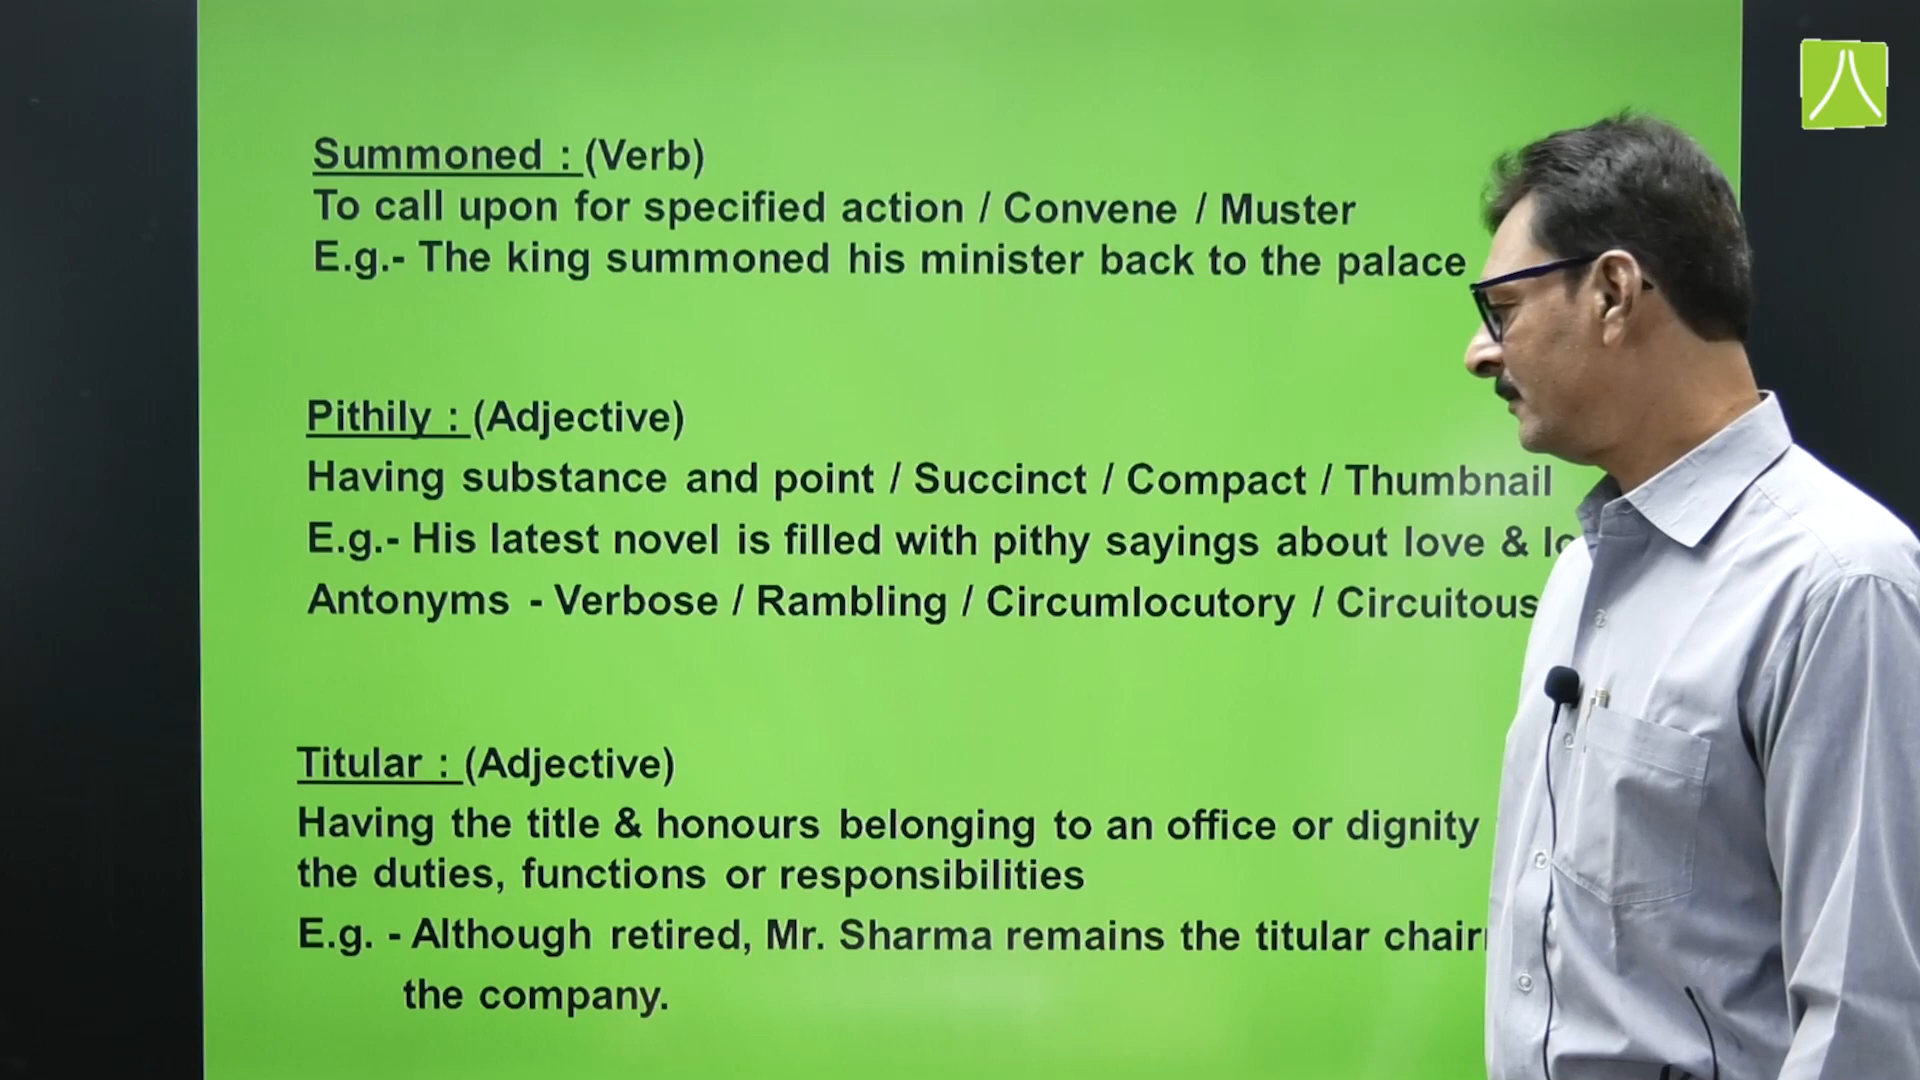 Summoned : (Verb)
To call upon for specified action / Convene / Muster
E.g.- The king summoned his minister back to the palace
Pithily : (Adjective)
Having substance and point / Succinct / Compact / Thumbnail
E.g.- His latest novel is filled with pithy sayings about love &
Antonyms - Verbose / Rambling / Circumlocutory / Circuitous
Titular : (Adjective)
Having the title & honours belonging to an office or dignity
the duties, functions or responsibilities
E.g. - Although retired, Mr. Sharma remains the titular
the company.